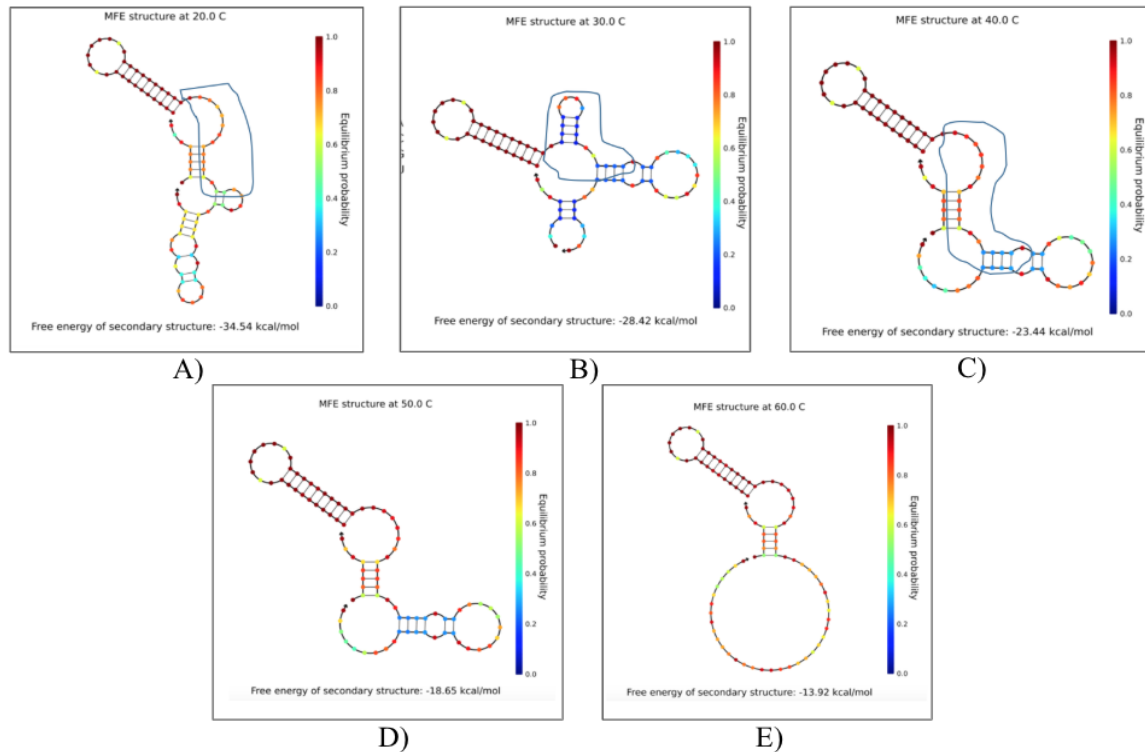 MFE structure at 20.0 C
1.0
0.8
0.6
0.4
0.2
0.0
Equilibrium probability
Free energy of secondary structure: -34.54 kcal/mol
A)
MFE structure at 30.0 C
1.0
0.8
0.6
0.4
0.2
0.0
Equilibrium probability
Free energy of secondary structure: -28.42 kcal/mol
B)
MFE structure at 40.0 C
1.0
0.8
0.6
0.4
0.2
0.0
Equilibrium probability
Free energy of secondary structure: -23.44 kcal/mol
C)
MFE structure at 50.0 C
1.0
0.8
0.6
0.4
0.2
0.0
Equilibrium probability
Free energy of secondary structure: -18.65 kcal/mol
D)
MFE structure at 60.0 C
1.0
0.8
0.6
0.4
0.2
0.0
Equilibrium probability
Free energy of secondary structure: -13.92 kcal/mol
E)